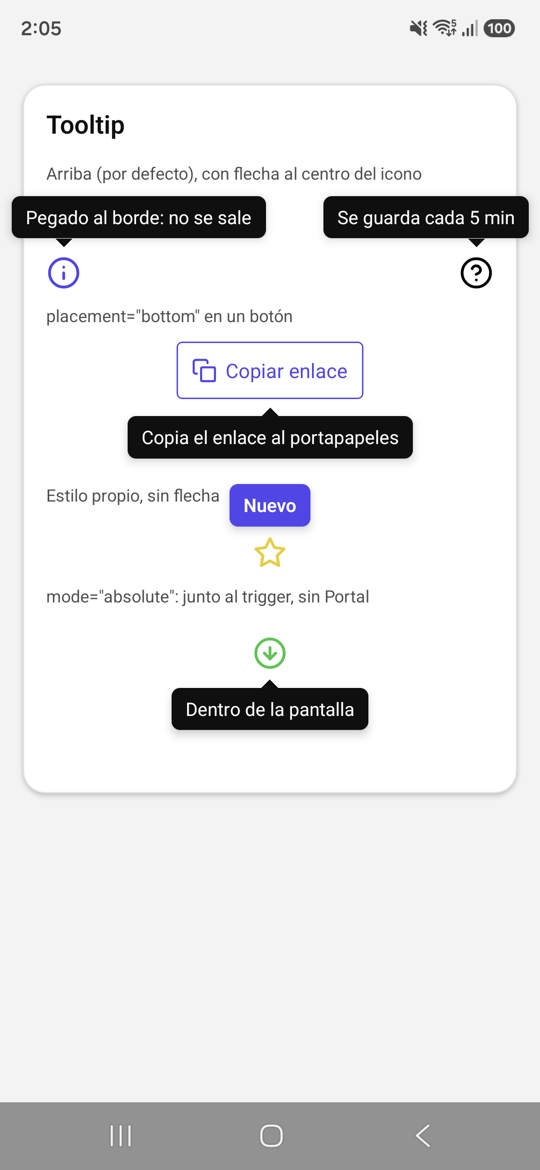 2:05
5
100
Tooltip
Arriba (por defecto), con flecha al centro del icono
Pegado al borde: no se sale
Se guarda cada 5 min
placement="bottom" en un botón
Copiar enlace
Copia el enlace al portapapeles
Estilo propio, sin flecha
Nuevo
mode="absolute": junto al trigger, sin Portal
Dentro de la pantalla